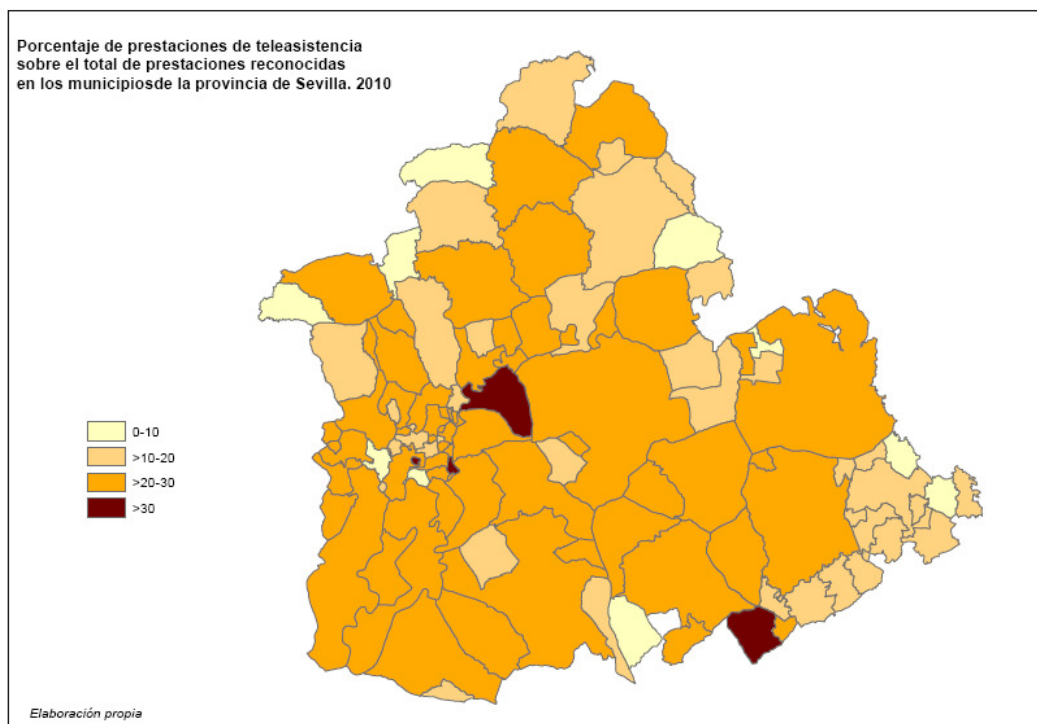 Porcentaje de prestaciones de teleasistencia
sobre el total de prestaciones reconocidas
en los municipiosde la provincia de Sevilla. 2010
0-10
>10-20
>20-30
>30
Elaboración propia